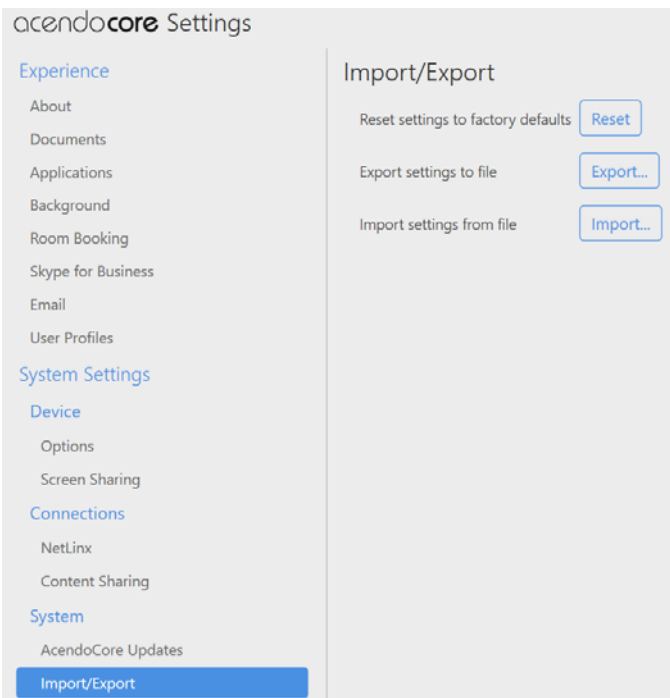 acendocore Settings
Experience
About
Documents
Applications
Background
Room Booking
Skype for Business
Email
User Profiles
System Settings
Device
Options
Screen Sharing
Connections
NetLinx
Content Sharing
System
AcendoCore Updates
Import/Export
Import/Export
Reset settings to factory defaults Reset
Export settings to file Export...
Import settings from file Import...